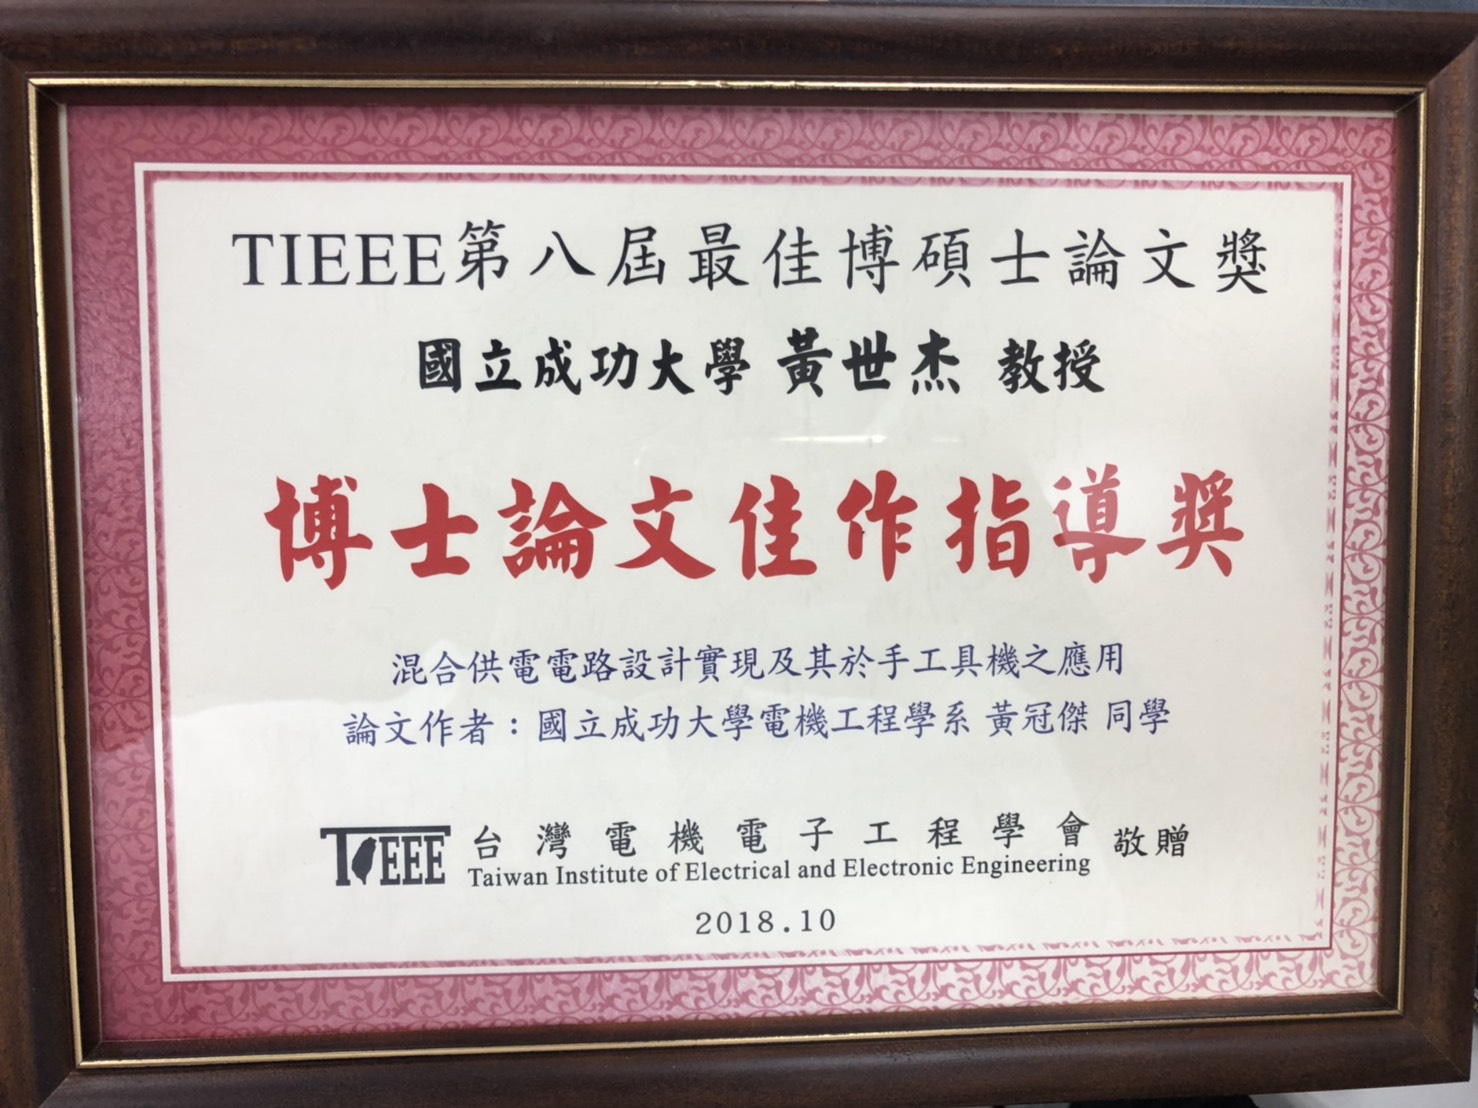 TIEEE第八屆最佳博碩士論文獎
國立成功大學 黃世杰 教授
博士論文佳作指導獎
混合供電電路設計實現及其於手工具機之應用
論文作者：國立成功大學電機工程學系 黃冠傑 同學
TIEEE 台灣電機電子工程學會 敬贈
Taiwan Institute of Electrical and Electronic Engineering
2018.10